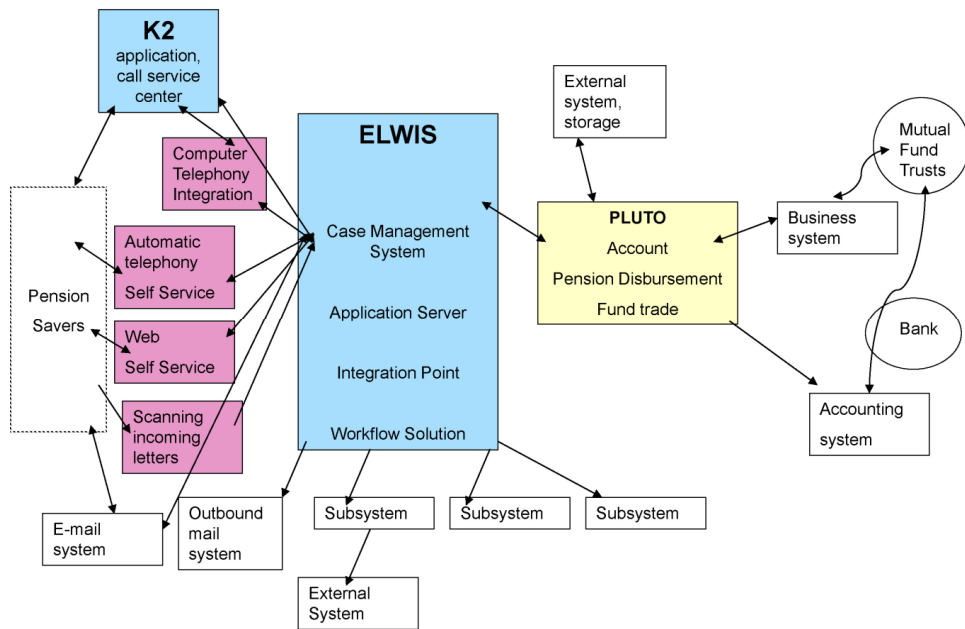 K2
application,
call service
center
Computer
Telephony
Integration
Automatic
telephony
Self Service
Pension
Savers
Web
Self Service
Scanning
incoming
letters
E-mail
system
Outbound
mail
system
ELWIS
Case Management
System
Application Server
Integration Point
Workflow Solution
Subsystem
Subsystem
Subsystem
External
System
External
system,
storage
PLUTO
Account
Pension Disbursement
Fund trade
Mutual
Fund
Trusts
Business
system
Bank
Accounting
system